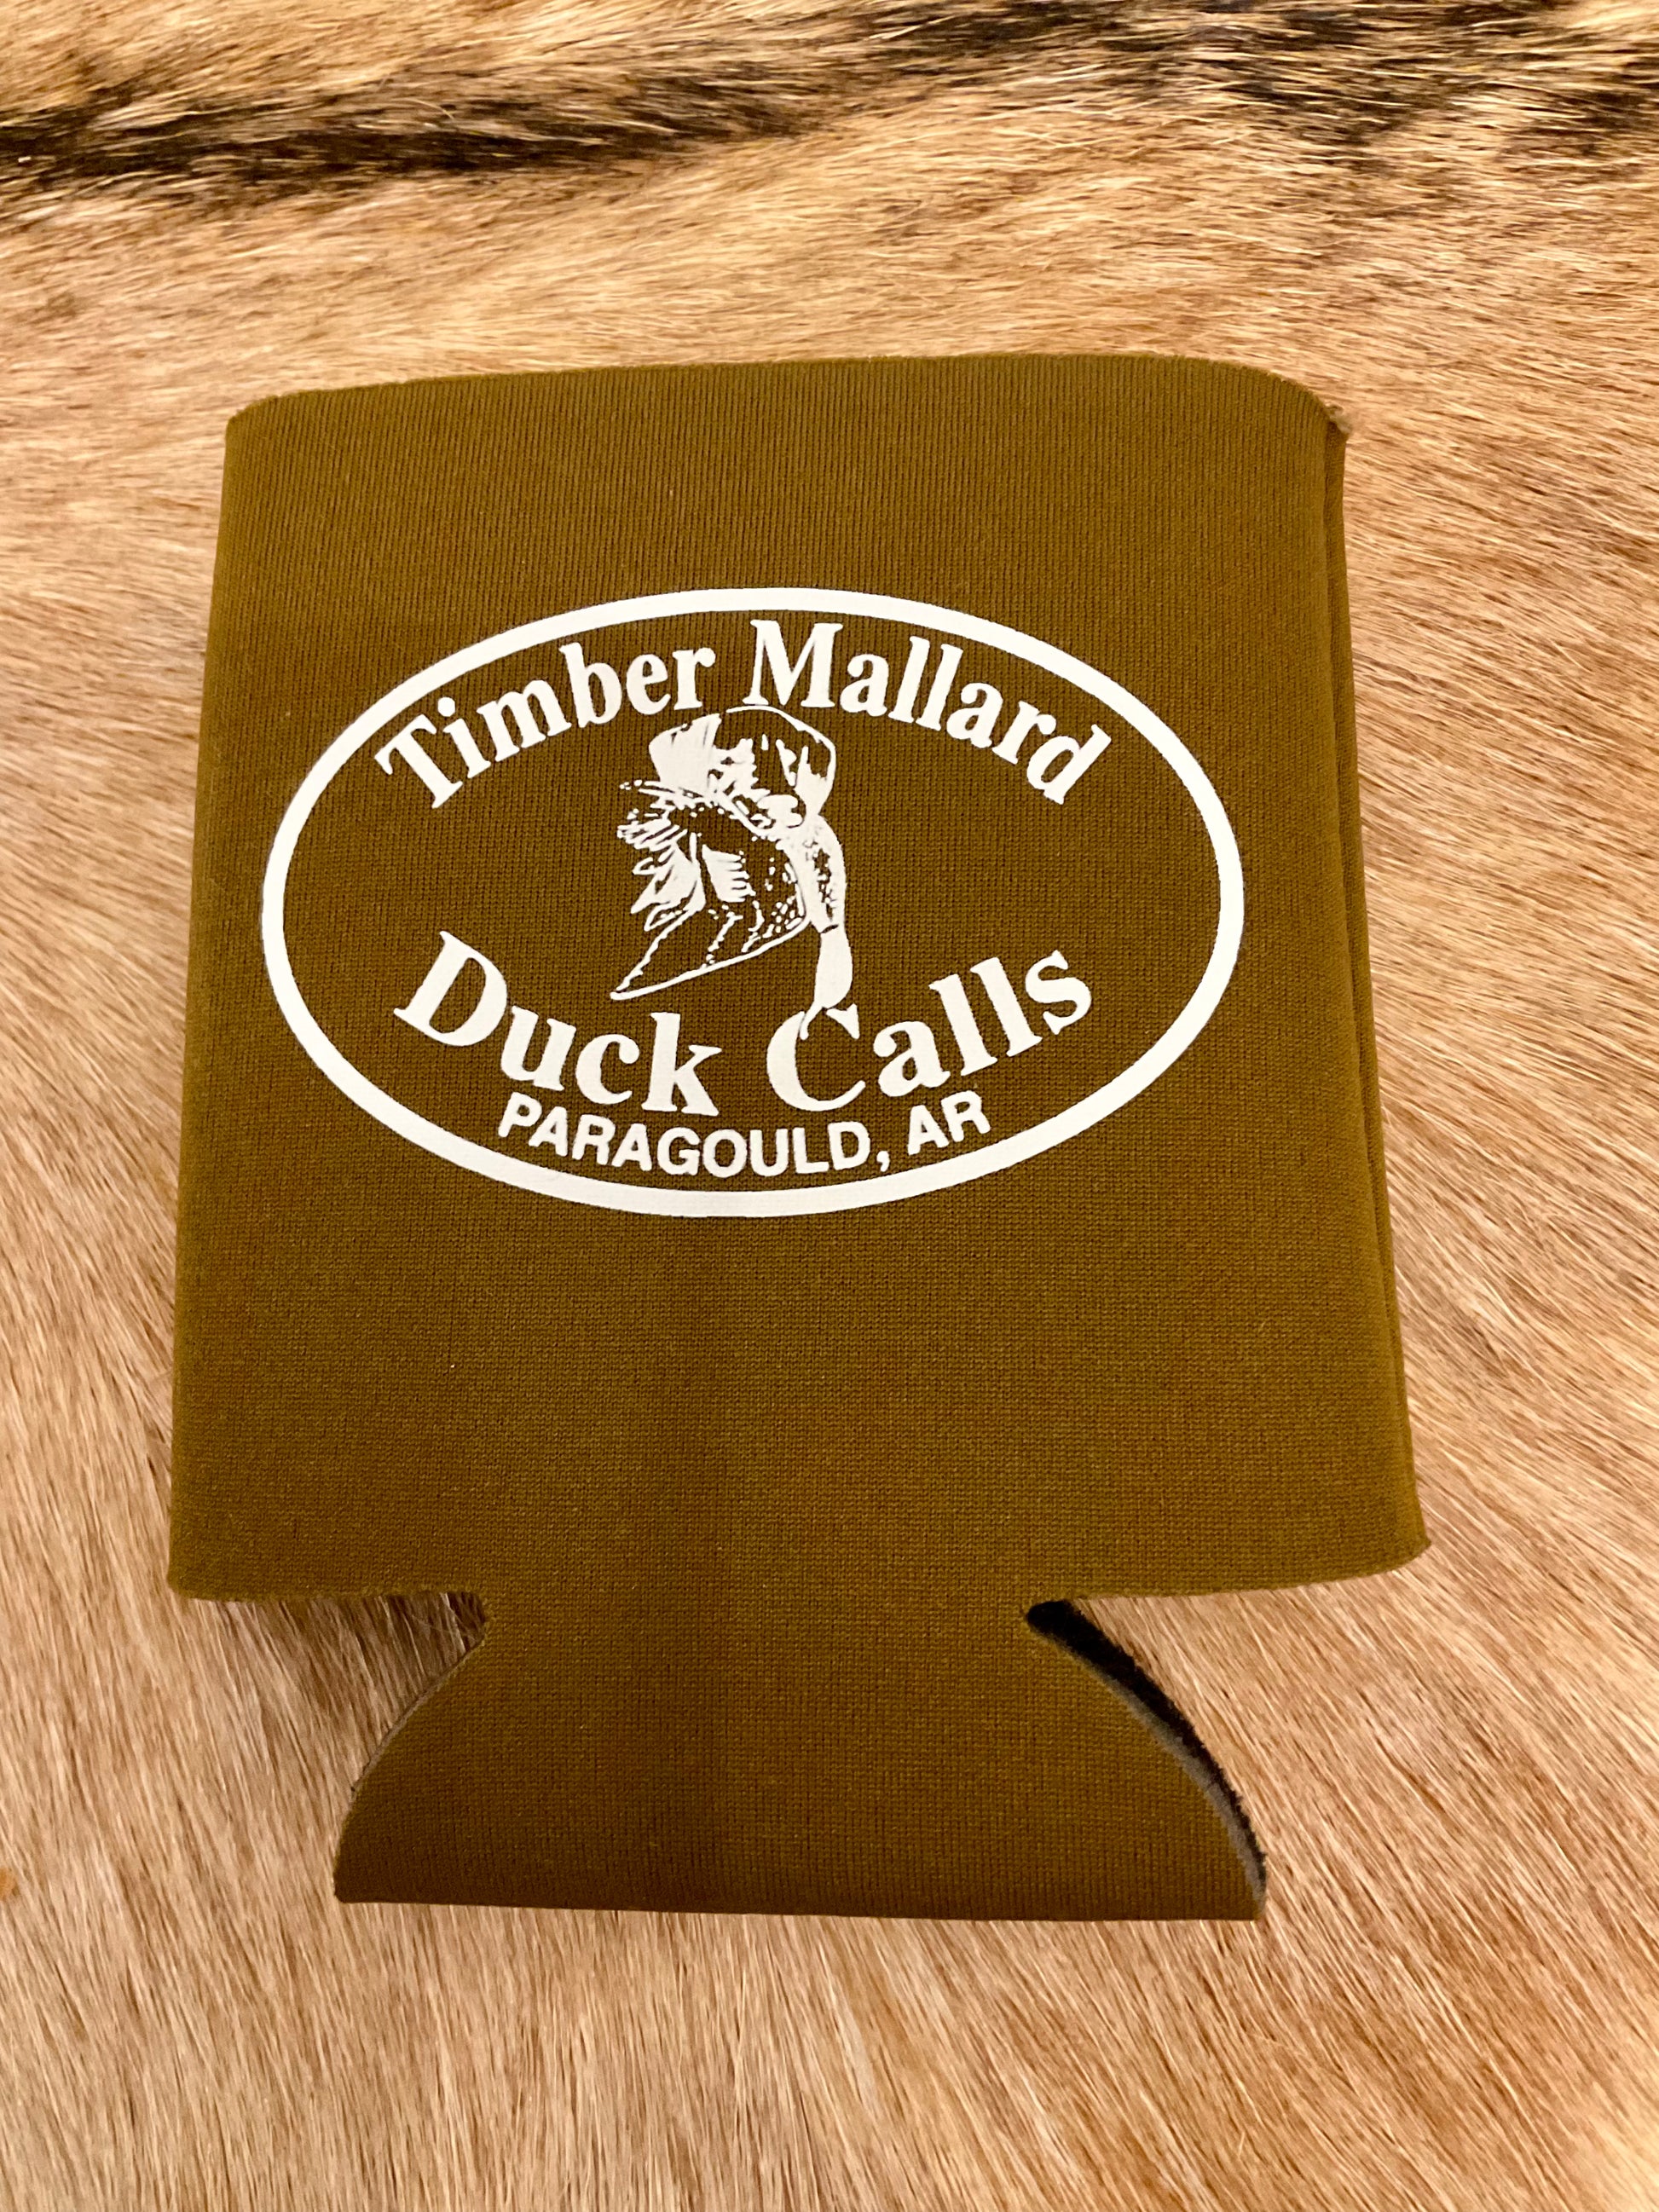 Timber Mallard
Duck Calls
PARAGOULD, AR